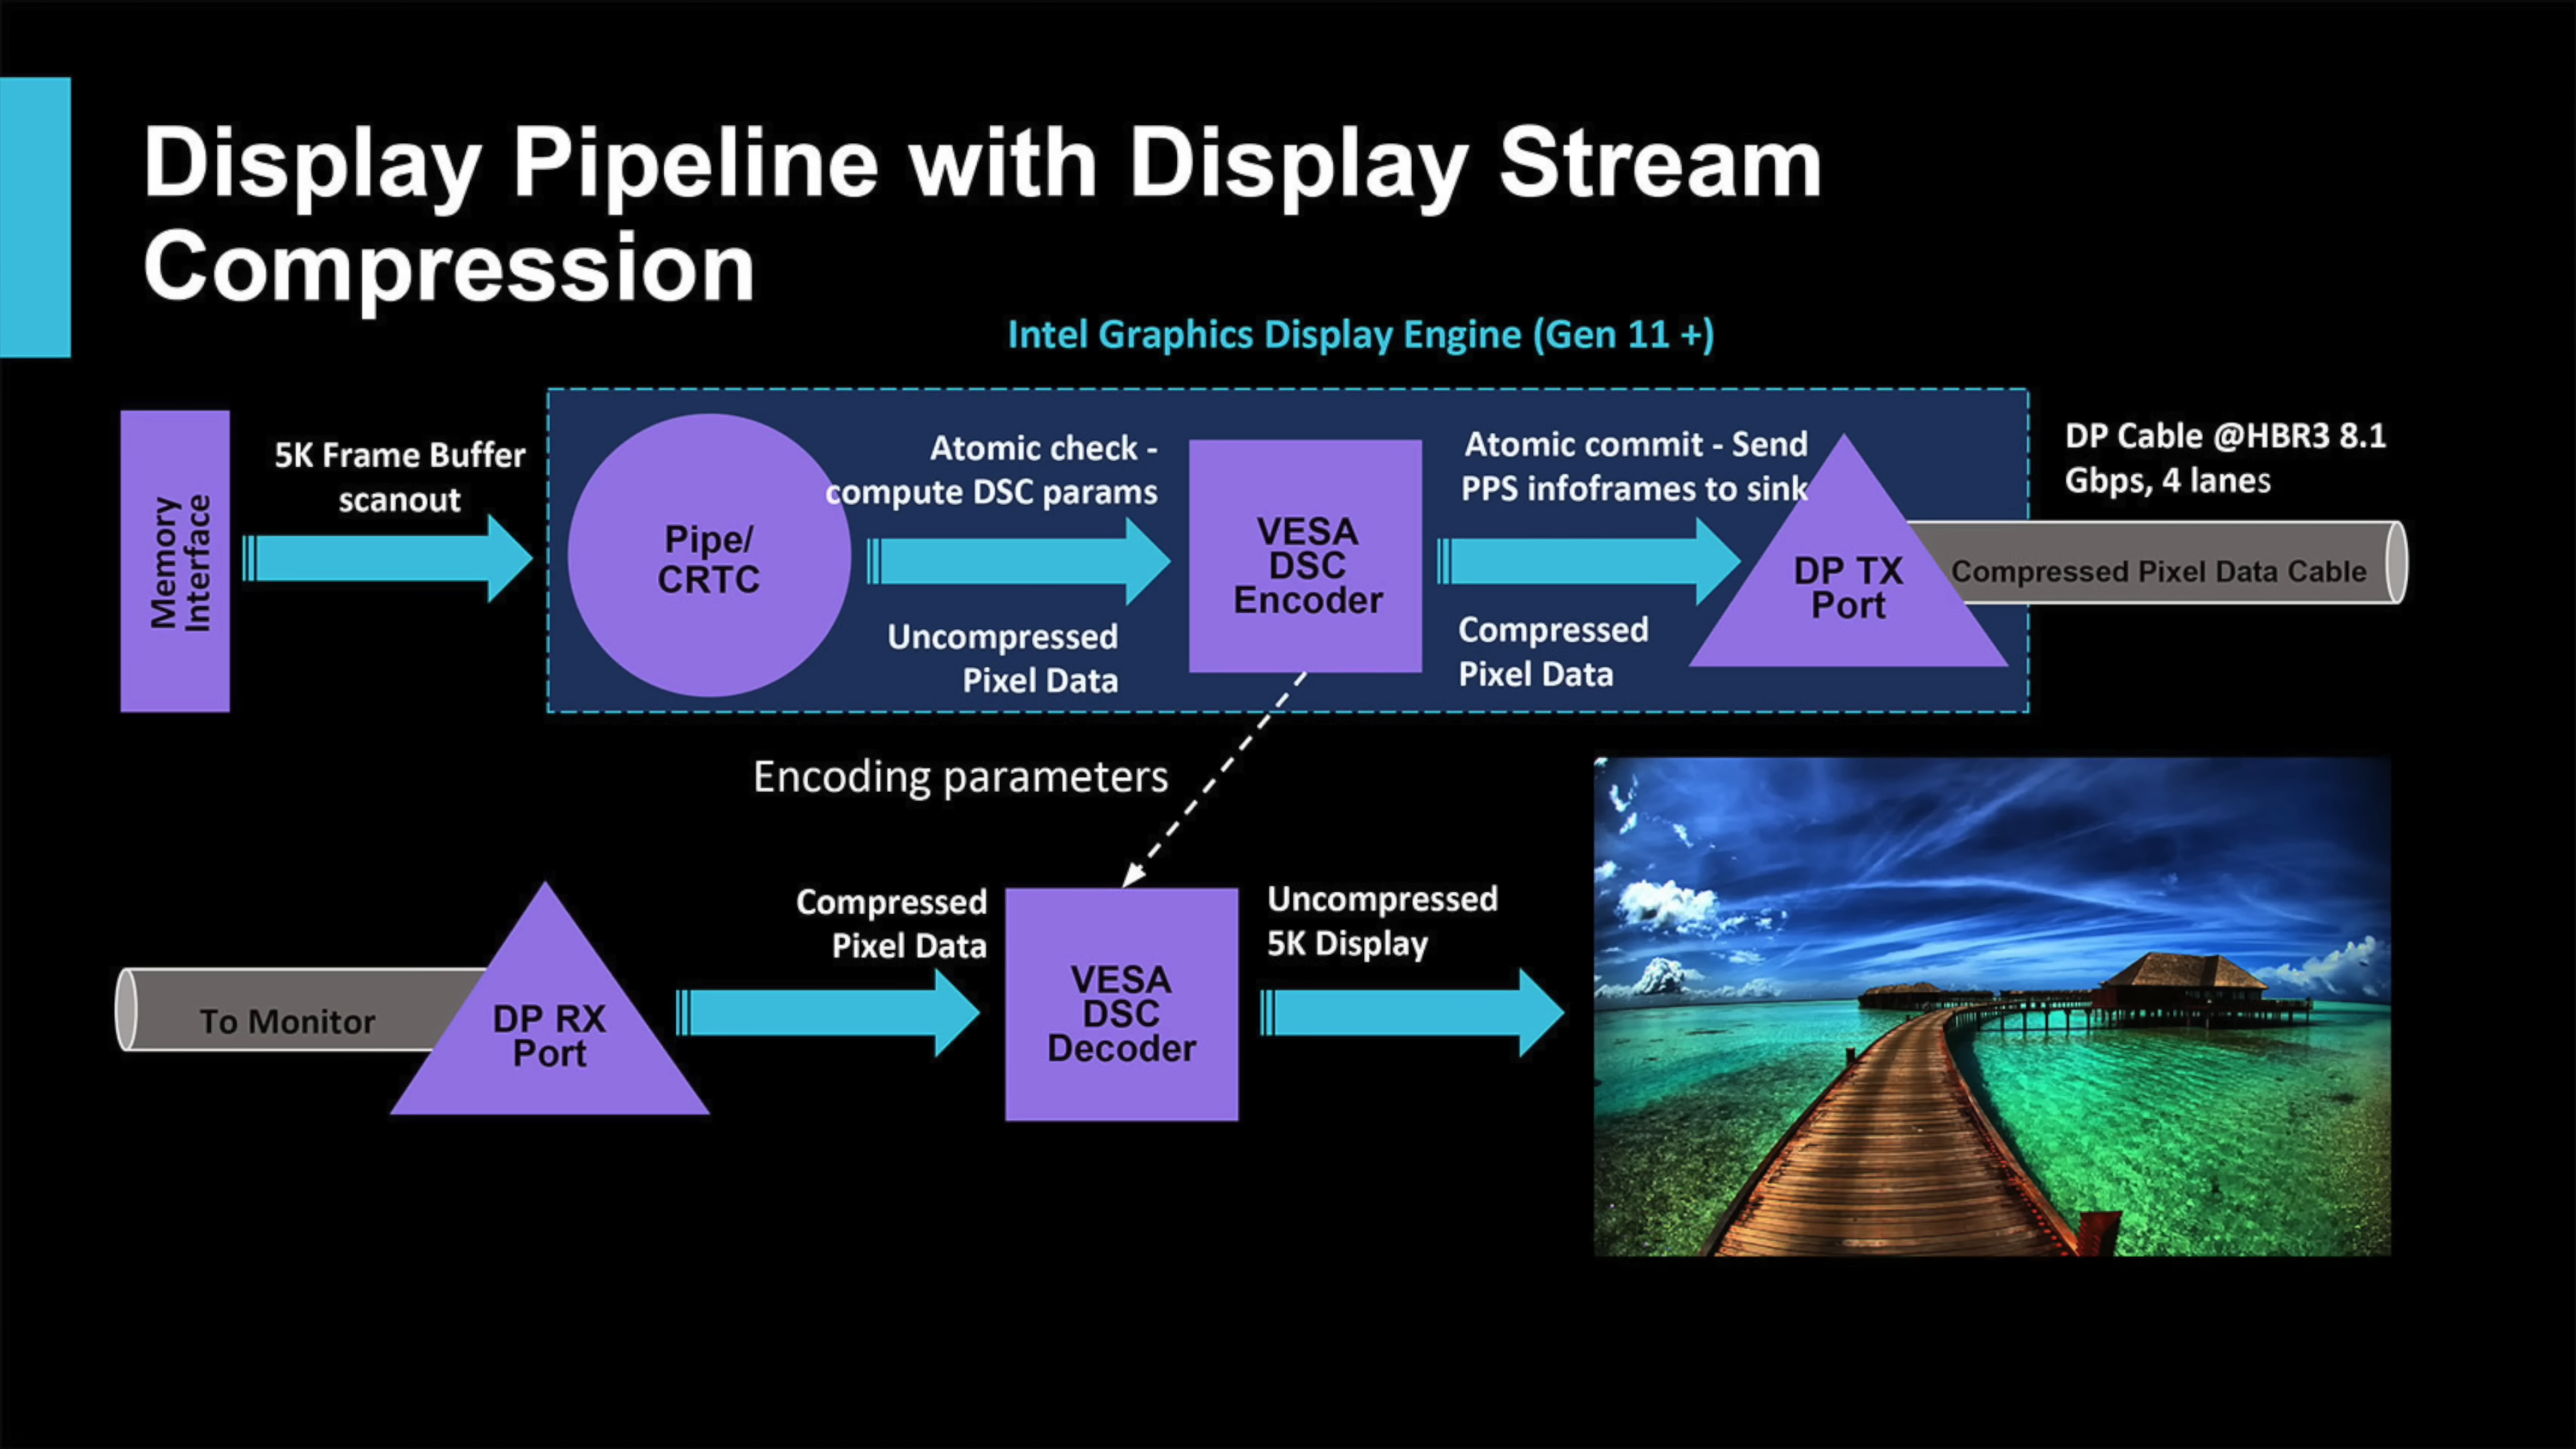 Display Pipeline with Display Stream
Compression
Intel Graphics Display Engine (Gen 11 +)
Memory
Interface
5K Frame Buffer
scanout
Pipe/
CRTC
Atomic check -
compute DSC params
Uncompressed
Pixel Data
VESA
DSC
Encoder
Atomic commit - Send
PPS infoframes to sink
Compressed
Pixel Data
DP TX
Port
DP Cable @HBR3 8.1
Gbps, 4 lanes
Compressed Pixel Data Cable
Encoding parameters
To Monitor
DP RX
Port
Compressed
Pixel Data
VESA
DSC
Decoder
Uncompressed
5K Display